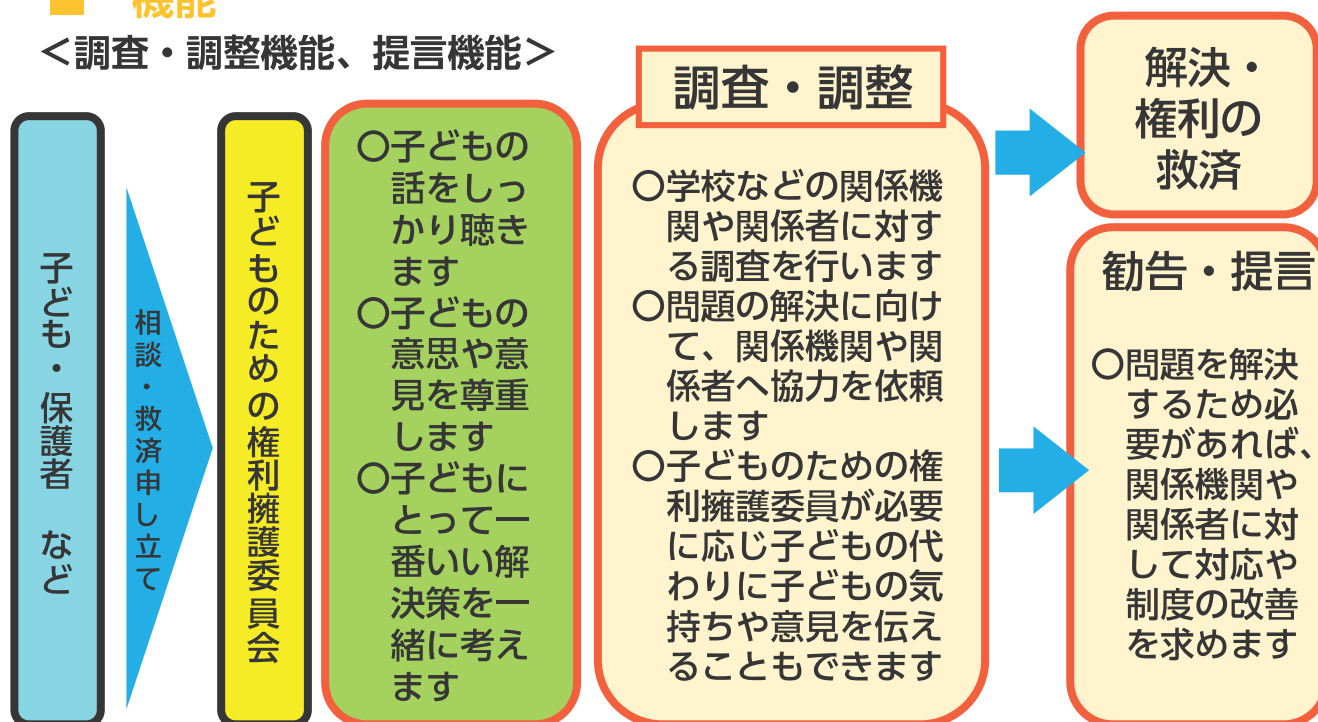 機能
＜調査・調整機能、提言機能＞
子ども・保護者　など
相談・救済申し立て
子どものための権利擁護委員会
〇子どもの
話をしっ
かり聴き
ます
〇子どもの
意思や意
見を尊重
します
〇子どもに
とって一
番いい解
決策を一
緒に考え
ます
調査・調整
〇学校などの関係機
関や関係者に対す
る調査を行います
〇問題の解決に向け
て、関係機関や関
係者へ協力を依頼
します
〇子どものための権
利擁護委員が必要
に応じ子どもの代
わりに子どもの気
持ちや意見を伝え
ることもできます
解決・
権利の
救済
勧告・提言
〇問題を解決
するため必
要があれば、
関係機関や
関係者に対
して対応や
制度の改善
を求めます